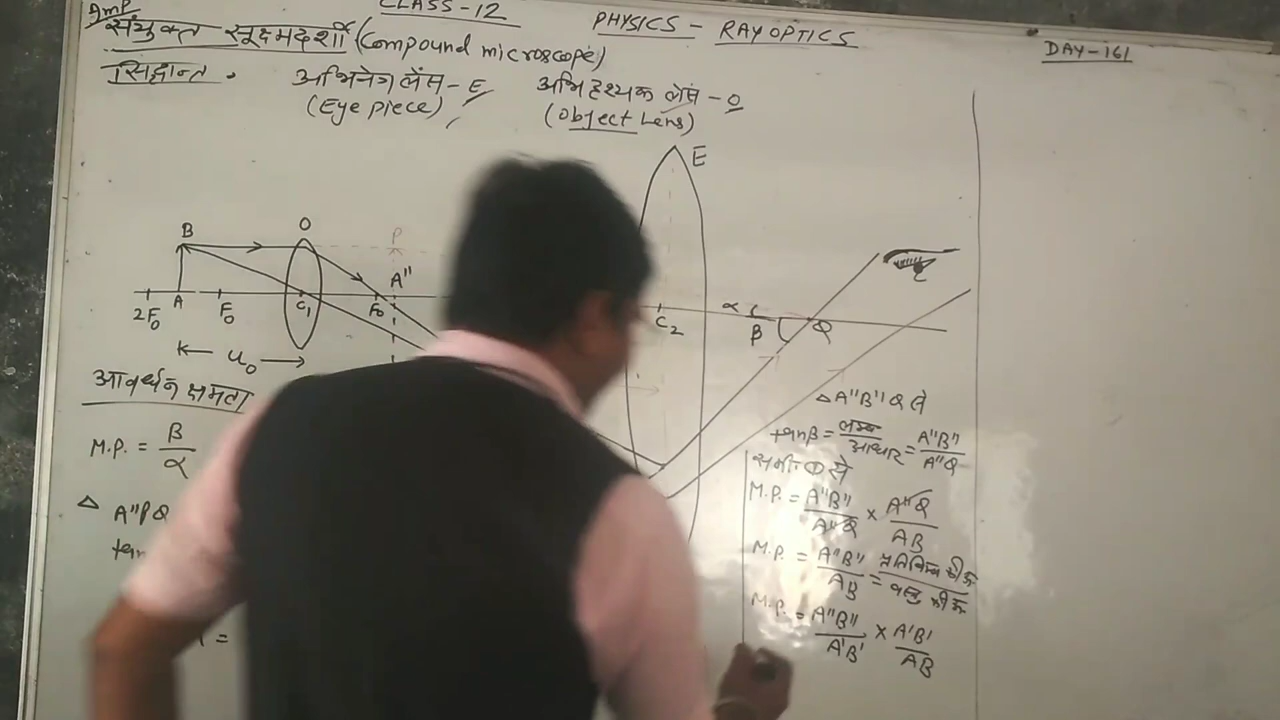 Imp
CLASS-12
PHYSICS - RAY OPTICS
DAY-161
संयुक्त सूक्ष्मदर्शी (Compound microscope)
सिद्धान्त.
अभिनेत्र लेंस - E
(Eye piece)
अभिदृश्यक लेंस - O
(Object Lens)
E
B
O
P
A"
2F₀
A
F₀
C₁
F₀
C₂
α
β
Q
u₀
आवर्धन क्षमता
M.P. = β/α
Δ A"PQ
tan
=
Δ A"B"Q से
tanβ = लम्ब/आधार = A"B"/A"Q
समी० ① से
M.P. = A"B"/A"Q × A"Q/AB
M.P. = A"B"/AB = प्रतिबिम्ब की ऊँ/वस्तु की ऊँ
M.P. = A"B"/A'B' × A'B'/AB